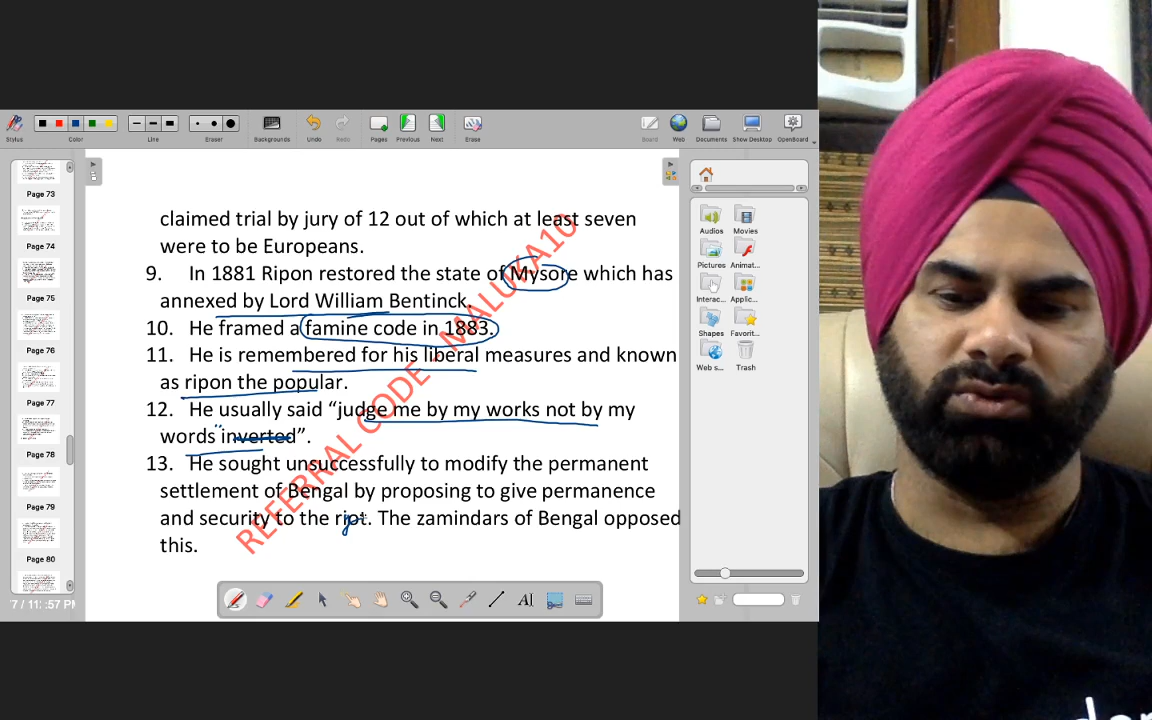 Stylus
Color
Line
Eraser
Backgrounds
Undo
Redo
Pages
Previous
Next
Erase
Board
Web
Documents
Show Desktop
OpenBoard
Page 73
Page 74
Page 75
Page 76
Page 77
Page 78
Page 79
Page 80
claimed trial by jury of 12 out of which at least seven
were to be Europeans.
9. In 1881 Ripon restored the state of Mysore which has
annexed by Lord William Bentinck.
10. He framed a famine code in 1883.
11. He is remembered for his liberal measures and known
as ripon the popular.
12. He usually said “judge me by my works not by my
words inverted”.
13. He sought unsuccessfully to modify the permanent
settlement of Bengal by proposing to give permanence
and security to the riot. The zamindars of Bengal opposed
this.
REFERRAL CODE - MALUKA10
Audios
Movies
Pictures
Animat...
Interac...
Applic...
Shapes
Favorit...
Web s...
Trash